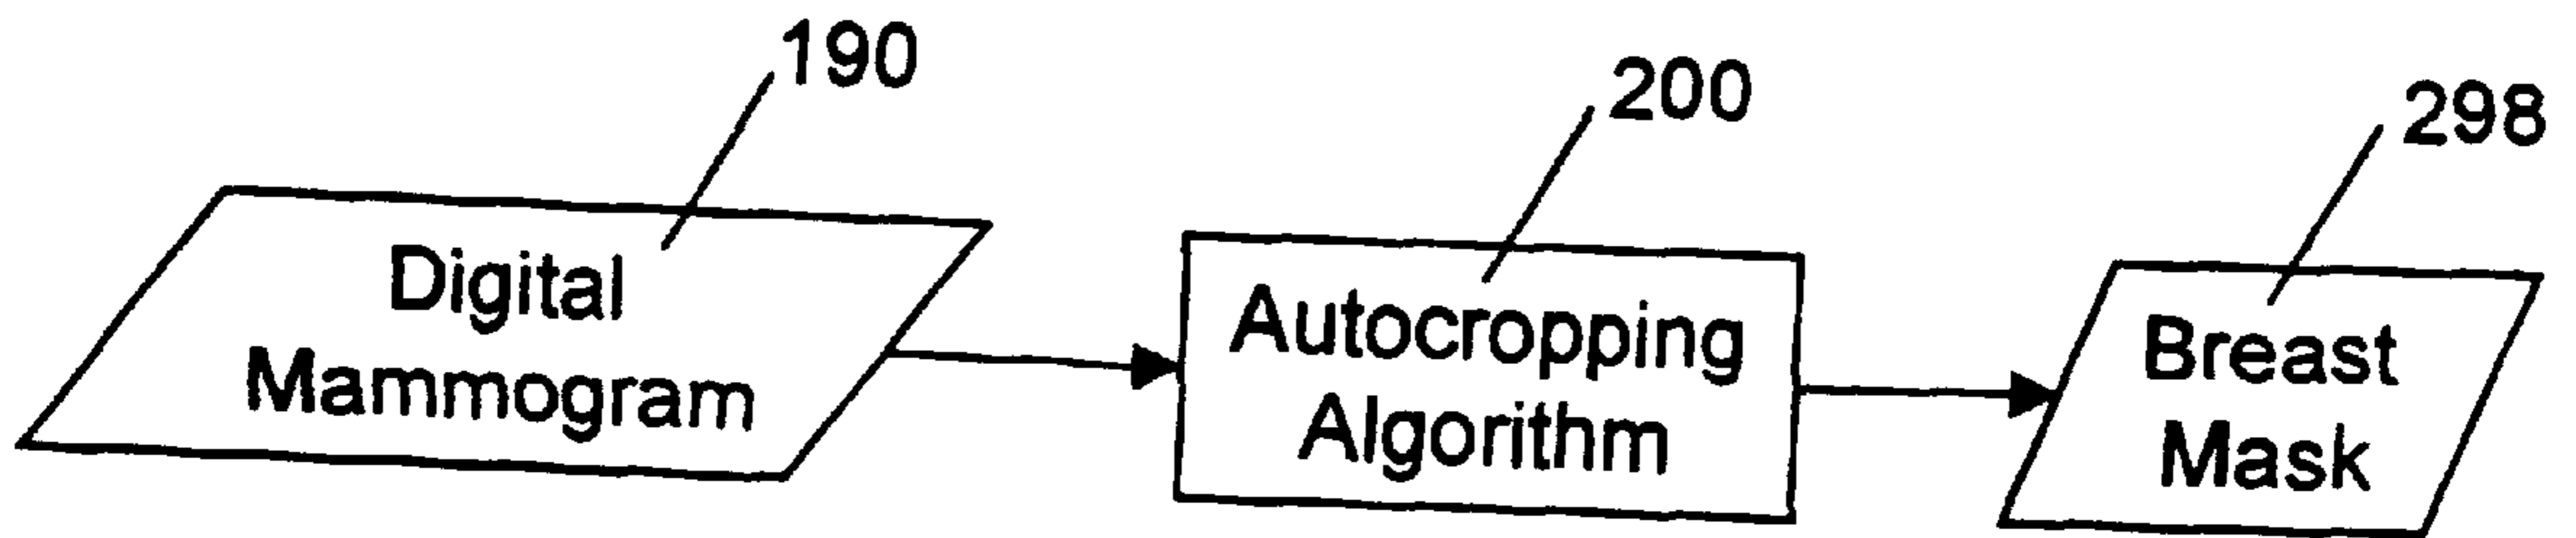 190
200
298
Digital
Mammogram
Autocropping
Algorithm
Breast
Mask